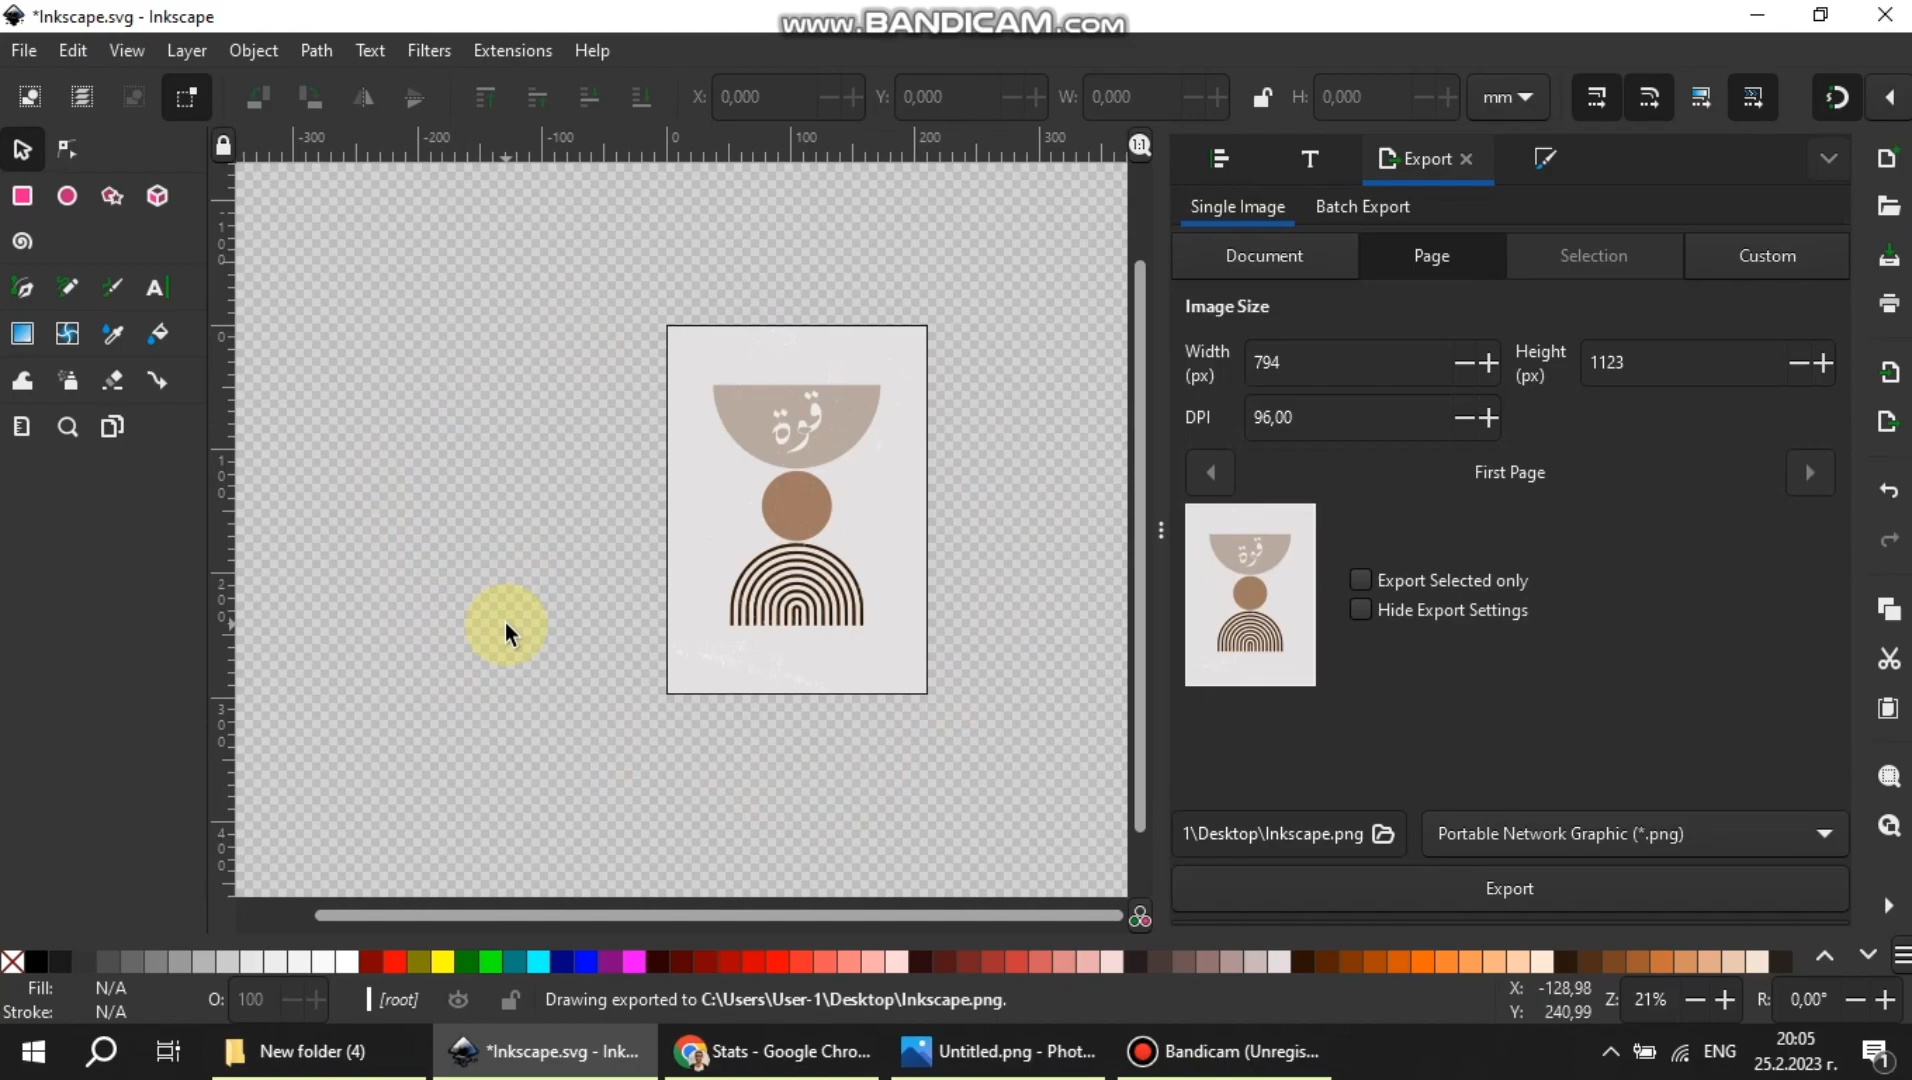 *Inkscape.svg - Inkscape
www.BANDICAM.com
File Edit View Layer Object Path Text Filters Extensions Help
X: 0,000 Y: 0,000 W: 0,000 H: 0,000 mm
-300 -200 -100 0 100 200 300
1:1
Export
Single Image Batch Export
Document Page Selection Custom
Image Size
Width (px) 794 Height (px) 1123
DPI 96,00
First Page
قوة
قوة
Export Selected only
Hide Export Settings
1\Desktop\Inkscape.png Portable Network Graphic (*.png)
Export
Fill: N/A
Stroke: N/A
O: 100 [root] Drawing exported to C:\Users\User-1\Desktop\Inkscape.png.
X: -128,98
Y: 240,99
Z: 21% R: 0,00°
New folder (4) *Inkscape.svg - Ink... Stats - Google Chro... Untitled.png - Phot... Bandicam (Unregis... ENG
20:05
25.2.2023 г.
1